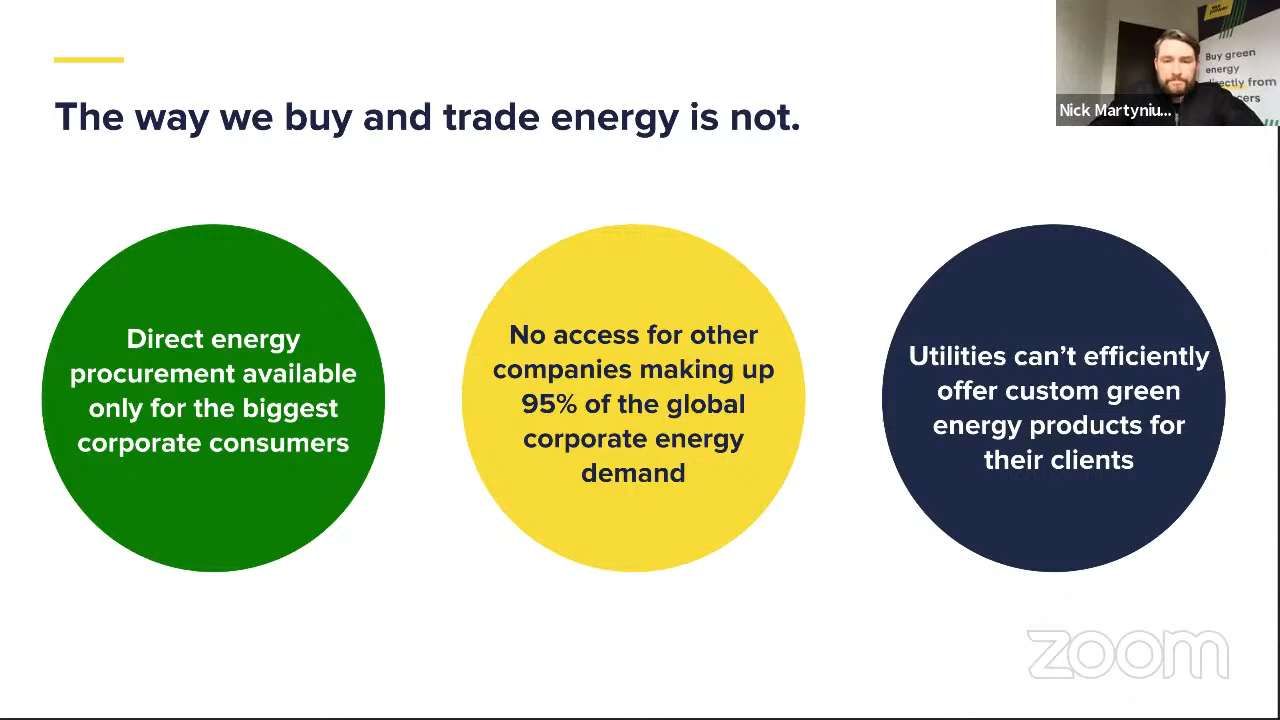 The way we buy and trade energy is not.
Direct energy
procurement available
only for the biggest
corporate consumers
No access for other
companies making up
95% of the global
corporate energy
demand
Utilities can’t efficiently
offer custom green
energy products for
their clients
Buy green
energy
directly from
Nick Martyniu...
zoom